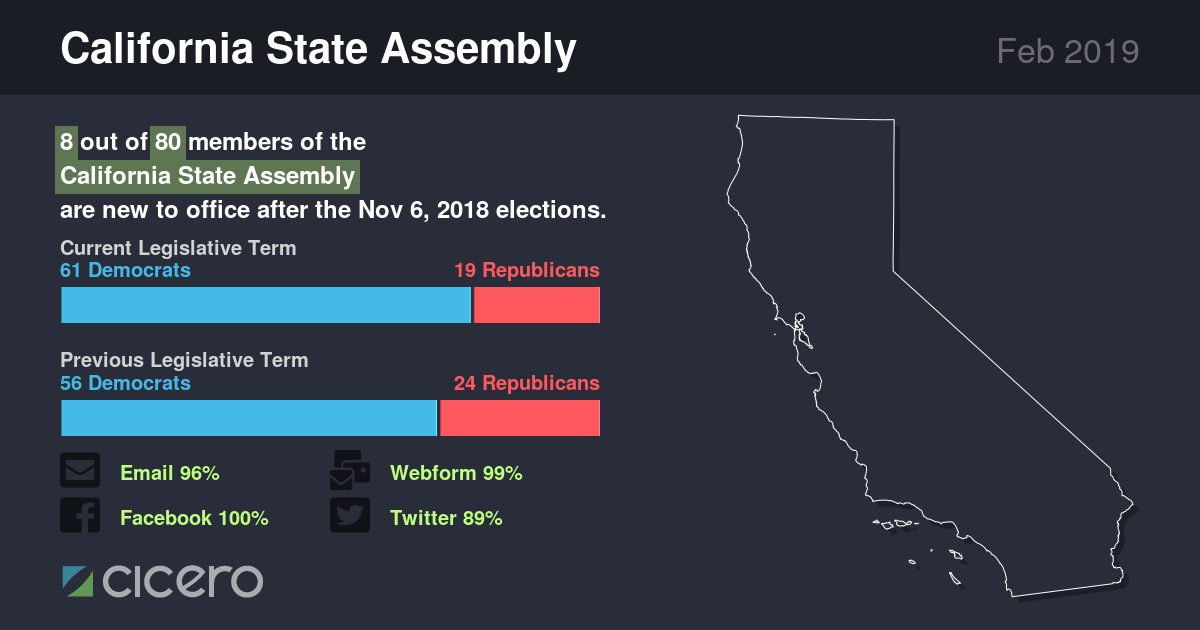 California State Assembly
Feb 2019
8 out of 80 members of the
California State Assembly
are new to office after the Nov 6, 2018 elections.
Current Legislative Term
61 Democrats 19 Republicans
Previous Legislative Term
56 Democrats 24 Republicans
Email 96% Webform 99%
Facebook 100% Twitter 89%
cicero